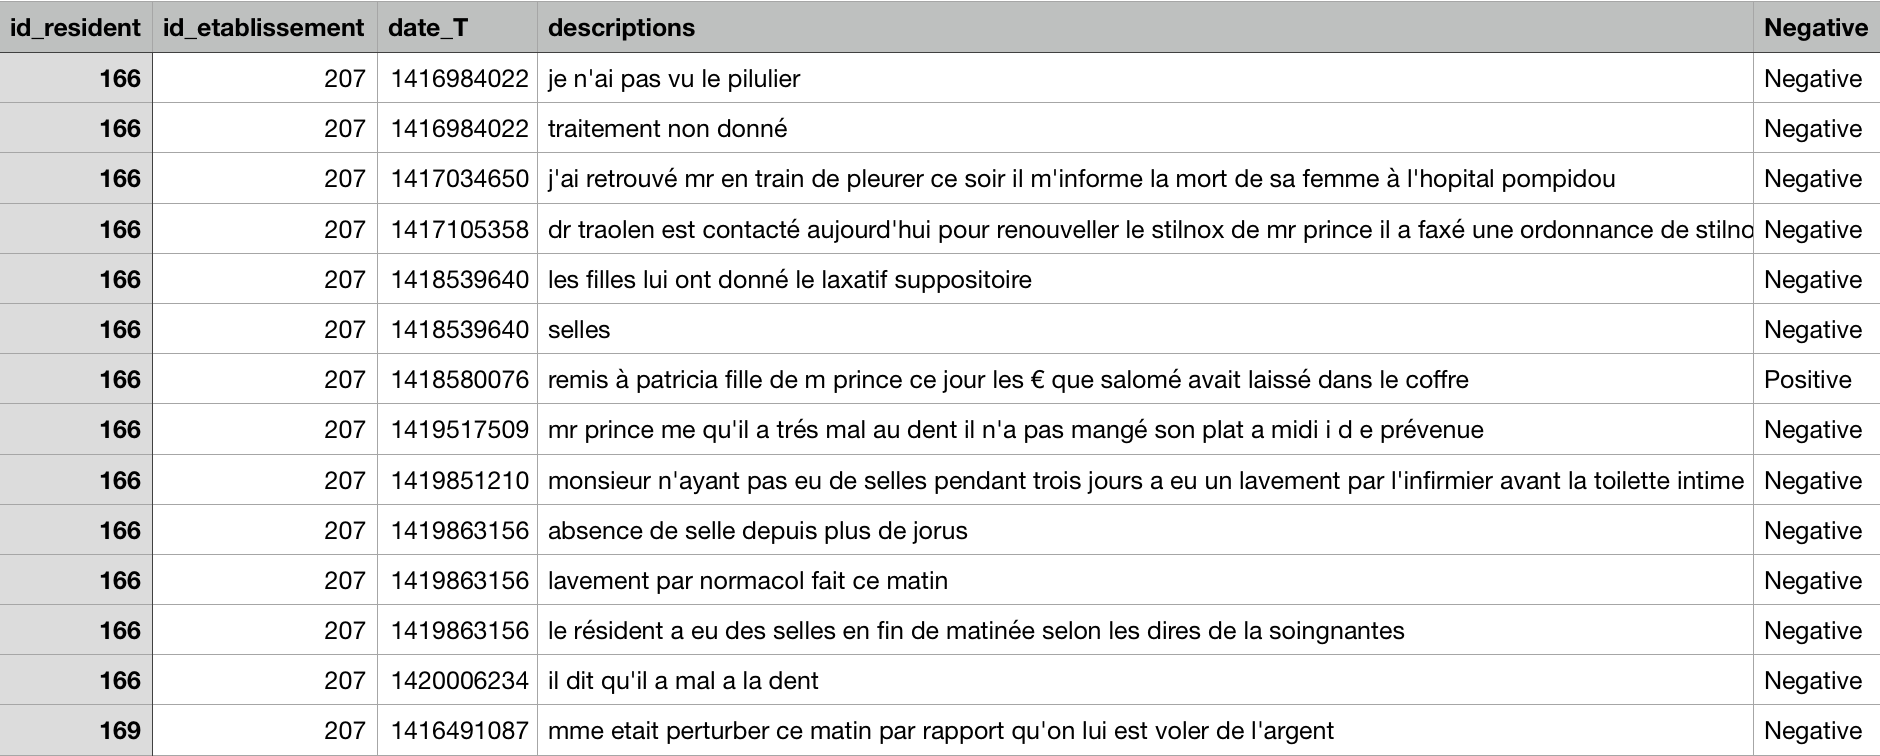 id_resident id_etablissement date_T descriptions Negative
166 207 1416984022 je n'ai pas vu le pilulier Negative
166 207 1416984022 traitement non donné Negative
166 207 1417034650 j'ai retrouvé mr en train de pleurer ce soir il m'informe la mort de sa femme à l'hopital pompidou Negative
166 207 1417105358 dr traolen est contacté aujourd'hui pour renouveller le stilnox de mr prince il a faxé une ordonnance de stilno Negative
166 207 1418539640 les filles lui ont donné le laxatif suppositoire Negative
166 207 1418539640 selles Negative
166 207 1418580076 remis à patricia fille de m prince ce jour les € que salomé avait laissé dans le coffre Positive
166 207 1419517509 mr prince me qu'il a trés mal au dent il n'a pas mangé son plat a midi i d e prévenue Negative
166 207 1419851210 monsieur n'ayant pas eu de selles pendant trois jours a eu un lavement par l'infirmier avant la toilette intime Negative
166 207 1419863156 absence de selle depuis plus de jorus Negative
166 207 1419863156 lavement par normacol fait ce matin Negative
166 207 1419863156 le résident a eu des selles en fin de matinée selon les dires de la soingnantes Negative
166 207 1420006234 il dit qu'il a mal a la dent Negative
169 207 1416491087 mme etait perturber ce matin par rapport qu'on lui est voler de l'argent Negative